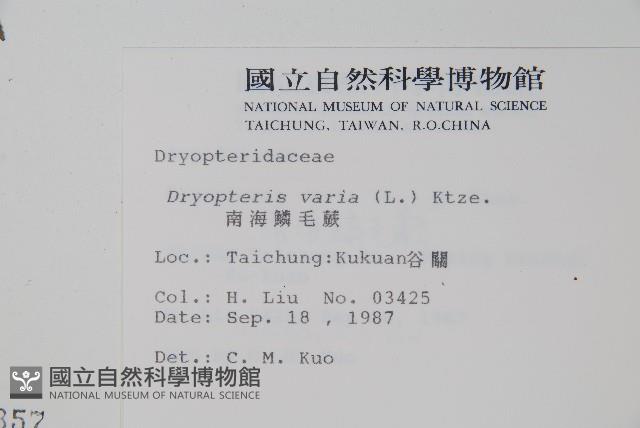 國立自然科學博物館
NATIONAL MUSEUM OF NATURAL SCIENCE
TAICHUNG, TAIWAN, R.O.CHINA
Dryopteridaceae
Dryopteris varia (L.) Ktze.
南海鱗毛蕨
Loc.: Taichung:Kukuan谷關
Col.: H. Liu No. 03425
Date: Sep. 18 , 1987
Det.: C. M. Kuo
國立自然科學博物館
NATIONAL MUSEUM OF NATURAL SCIENCE